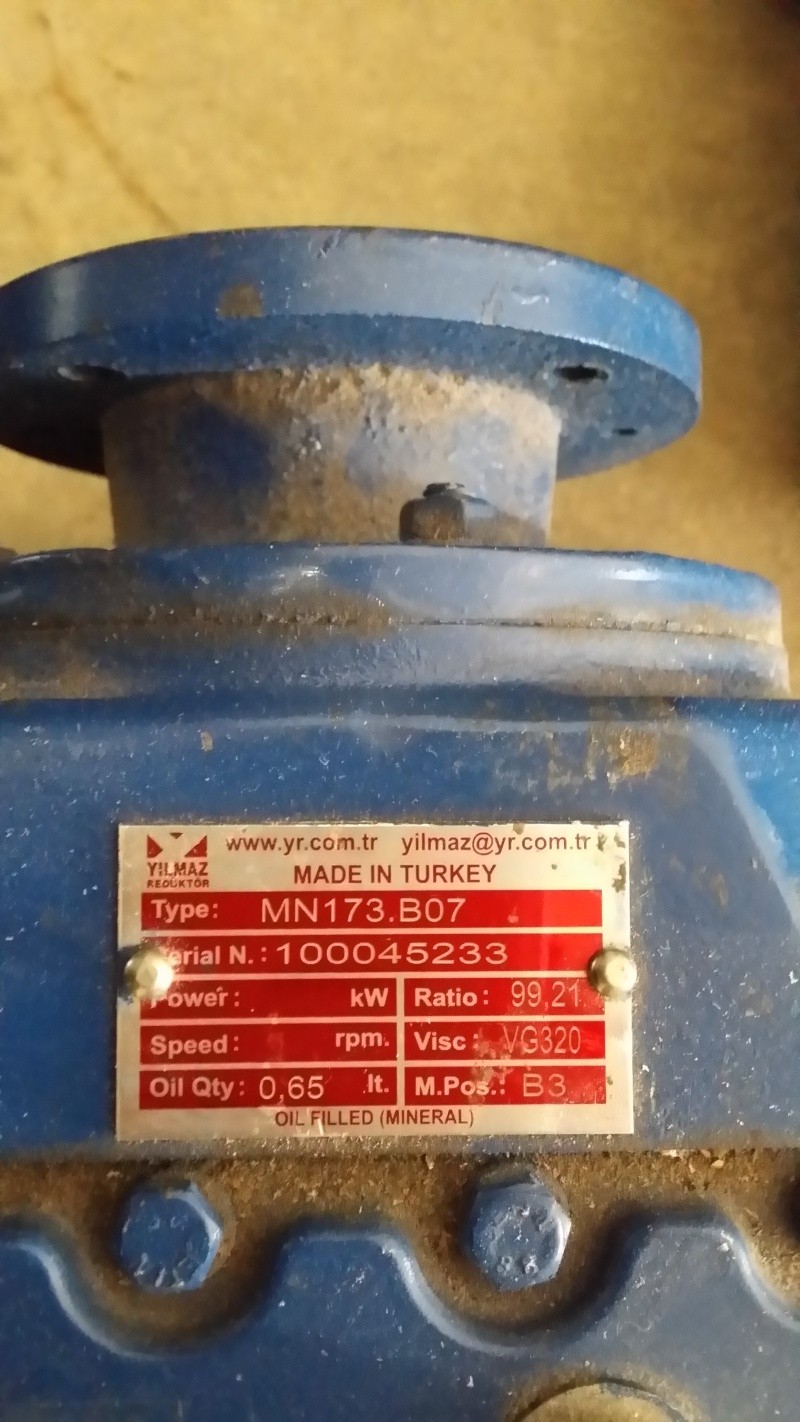 YILMAZ
REDÜKTÖR
www.yr.com.tr yilmaz@yr.com.tr
MADE IN TURKEY
Type: MN173.B07
Serial N.: 100045233
Power: kW Ratio: 99,21
Speed: rpm. Visc: VG320
Oil Qty: 0,65 lt. M.Pos.: B3
OIL FILLED (MINERAL)